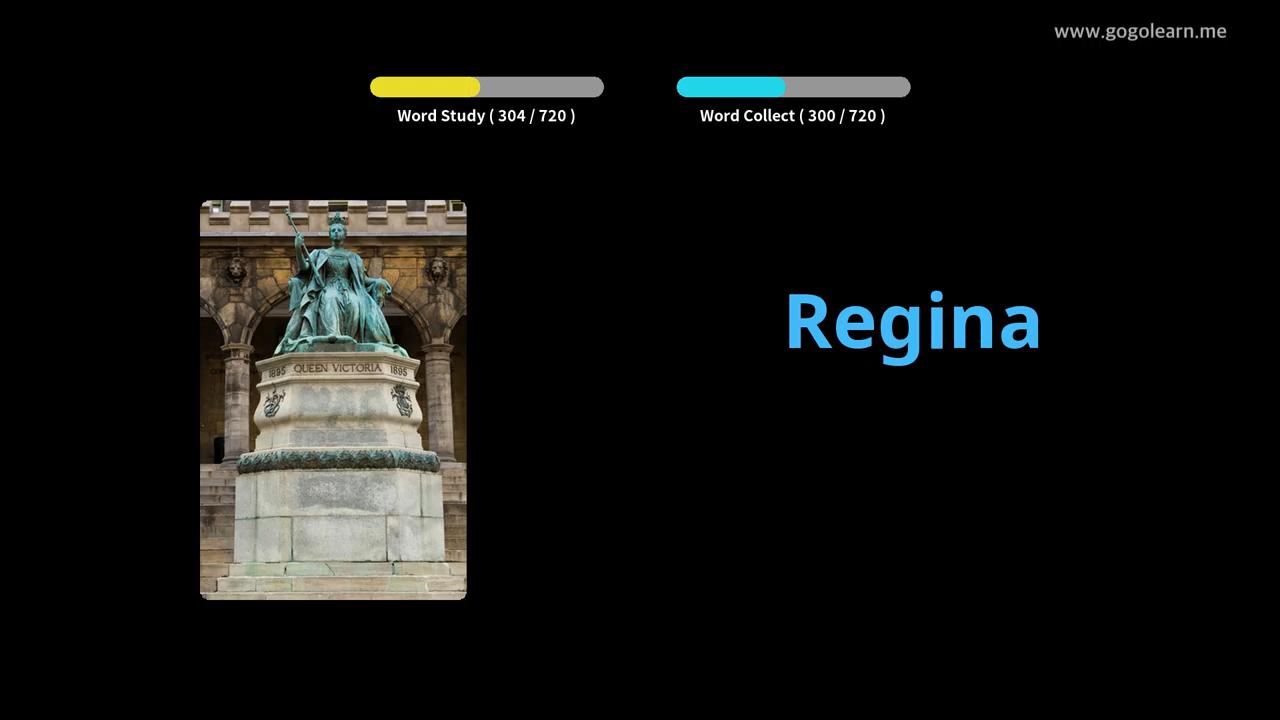 www.gogolearn.me
Word Study ( 304 / 720 )
Word Collect ( 300 / 720 )
Regina
1895 QUEEN VICTORIA 1895